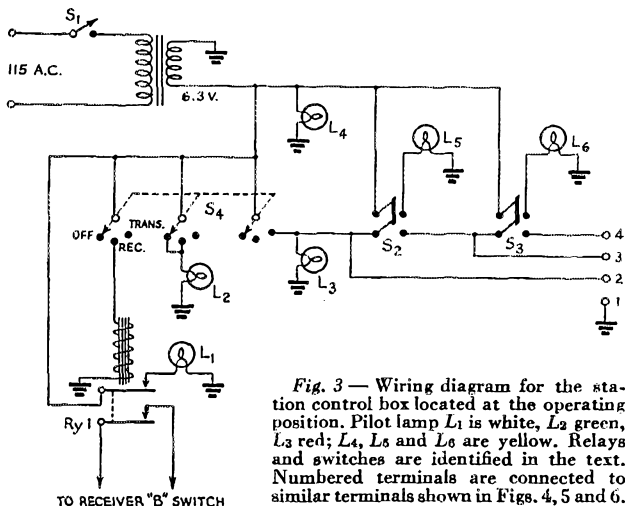 S1
115 A.C.
6.3 V.
L4
L5
L6
S4
OFF
TRANS.
REC.
L2
L3
S2
S3
4
3
2
1
L1
Ry 1
TO RECEIVER "B" SWITCH
Fig. 3 — Wiring diagram for the sta-
tion control box located at the operating
position. Pilot lamp L1 is white, L2 green,
L3 red; L4, L5 and L6 are yellow. Relays
and switches are identified in the text.
Numbered terminals are connected to
similar terminals shown in Figs. 4, 5 and 6.